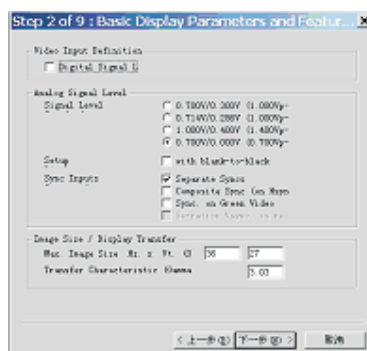 Step 2 of 9 : Basic Display Parameters and Featur...
Video Input Definition
Digital Signal L
Analog Signal Level
Signal Level
0.700V/0.300V (1.000Vp-
0.714V/0.286V (1.000Vp-
1.000V/0.400V (1.400Vp-
0.700V/0.000V (0.700Vp-
Setup
with blank-to-black
Sync Inputs
Separate Syncs
Composite Sync (on
Sync. on Green Video
Image Size / Display Transfer
Max. Image Size Hz. x Vt.
36
27
Transfer Characteristic
3.03
< 上一步(B)
下一步(N) >
取消